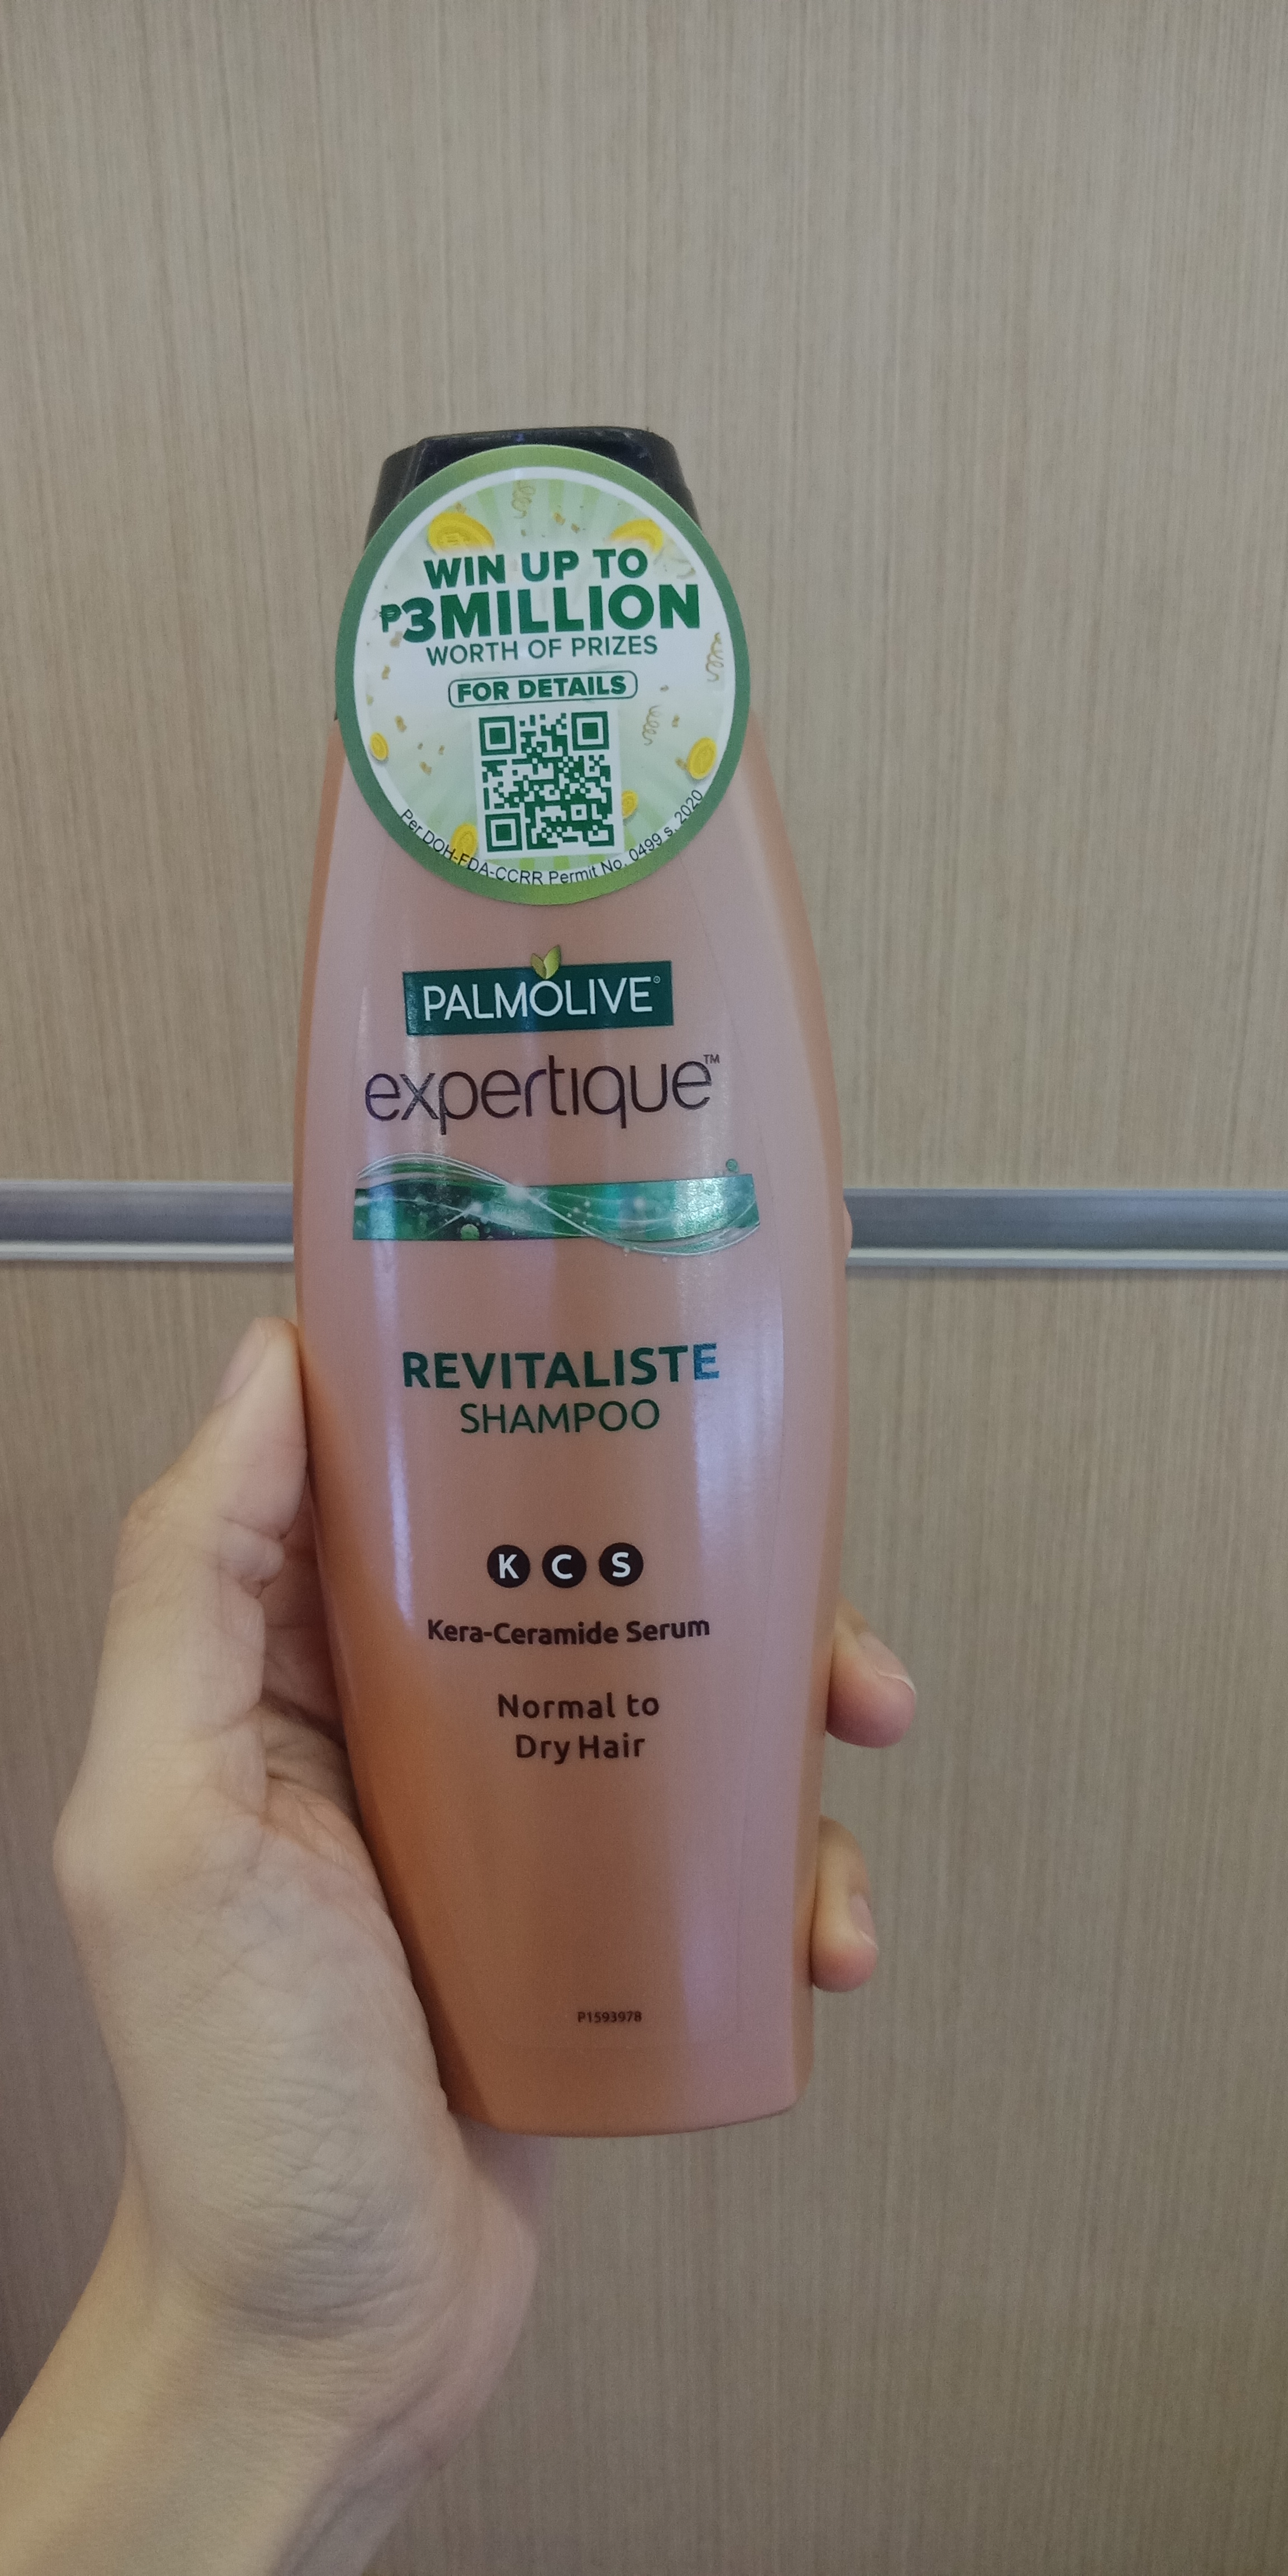 WIN UP TO
₱3MILLION
WORTH OF PRIZES
FOR DETAILS
Per DOH-FDA-CCRR Permit No. 0499 s. 2020
PALMOLIVE®
expertique™
REVITALISTE
SHAMPOO
K C S
Kera-Ceramide Serum
Normal to
Dry Hair
P1593978